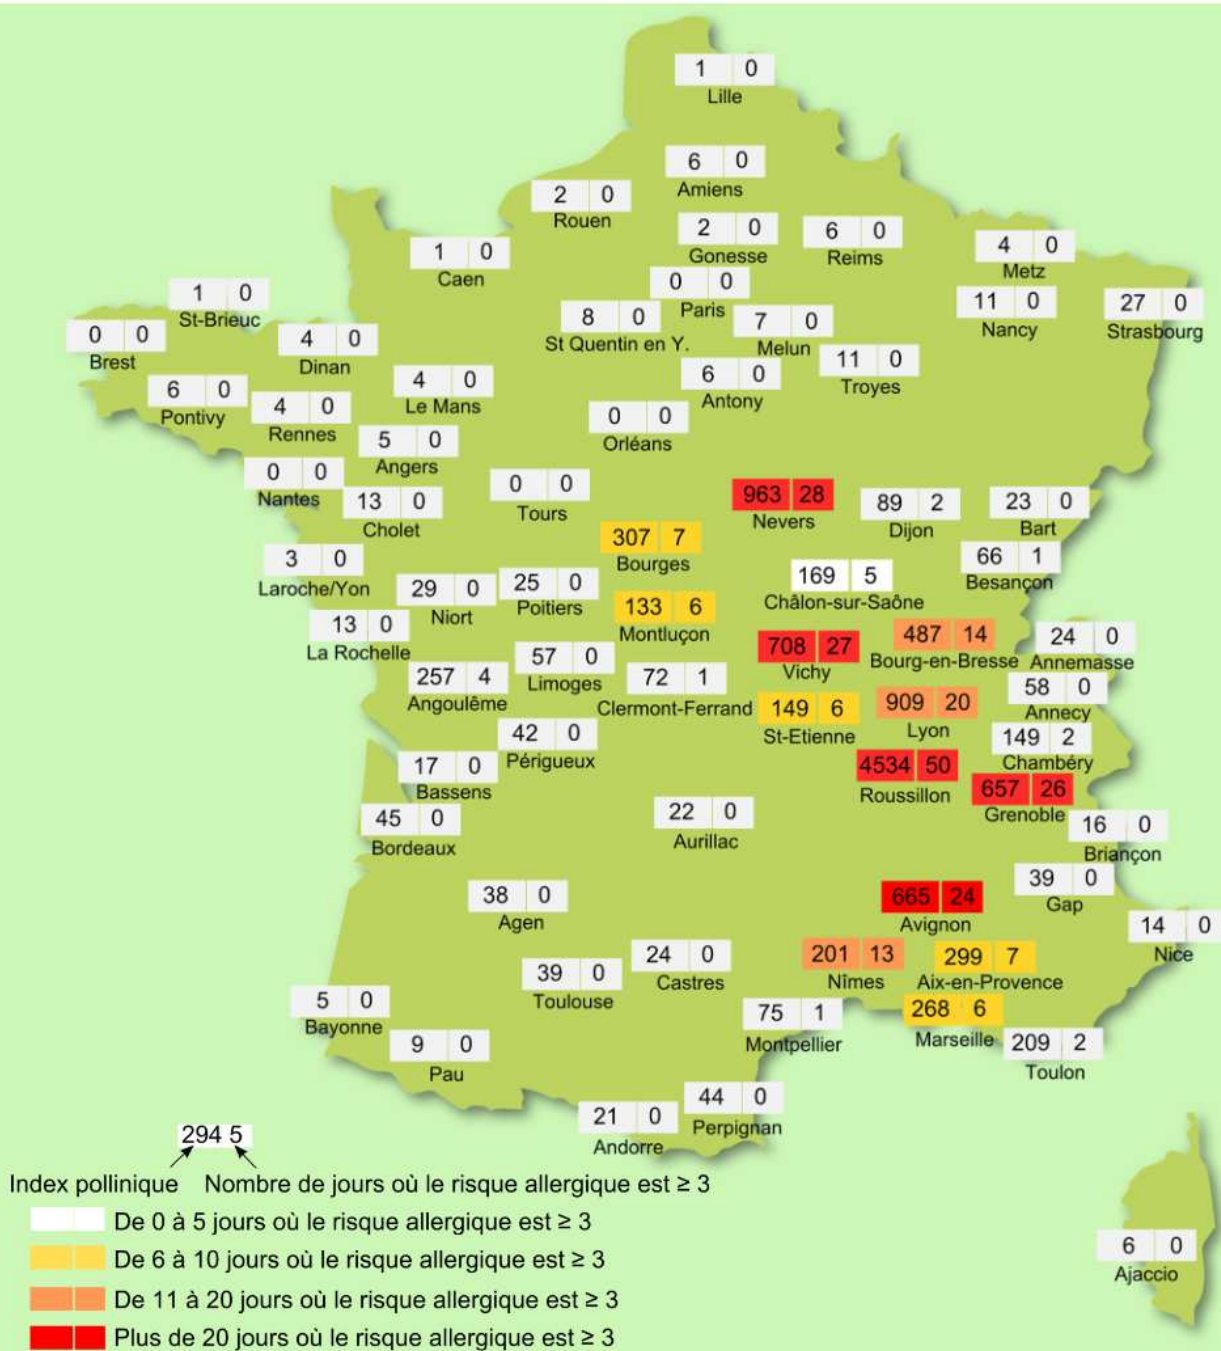 1 0
Lille
6 0
Amiens
2 0
Rouen
2 0
Gonesse
6 0
Reims
4 0
Metz
1 0
Caen
0 0
Paris
1 0
St-Brieuc
11 0
Nancy
27 0
Strasbourg
8 0
St Quentin en Y.
7 0
Melun
0 0
Brest
4 0
Dinan
11 0
Troyes
6 0
Antony
4 0
Le Mans
6 0
Pontivy
4 0
Rennes
0 0
Orléans
5 0
Angers
0 0
Nantes
0 0
Tours
13 0
Cholet
963 28
Nevers
89 2
Dijon
23 0
Bart
307 7
Bourges
3 0
Laroche/Yon
66 1
Besançon
169 5
Châlon-sur-Saône
29 0
Niort
25 0
Poitiers
133 6
Montluçon
13 0
La Rochelle
487 14
Bourg-en-Bresse
24 0
Annemasse
708 27
Vichy
57 0
Limoges
257 4
Angoulême
72 1
Clermont-Ferrand
58 0
Annecy
149 6
St-Etienne
909 20
Lyon
42 0
Périgueux
149 2
Chambéry
17 0
Bassens
4534 50
Roussillon
657 26
Grenoble
45 0
Bordeaux
22 0
Aurillac
16 0
Briançon
39 0
Gap
38 0
Agen
665 24
Avignon
14 0
Nice
24 0
Castres
201 13
Nîmes
299 7
Aix-en-Provence
39 0
Toulouse
5 0
Bayonne
75 1
Montpellier
268 6
Marseille
209 2
Toulon
9 0
Pau
44 0
Perpignan
21 0
Andorre
294 5
Index pollinique Nombre de jours où le risque allergique est ≥ 3
De 0 à 5 jours où le risque allergique est ≥ 3
De 6 à 10 jours où le risque allergique est ≥ 3
De 11 à 20 jours où le risque allergique est ≥ 3
Plus de 20 jours où le risque allergique est ≥ 3
6 0
Ajaccio